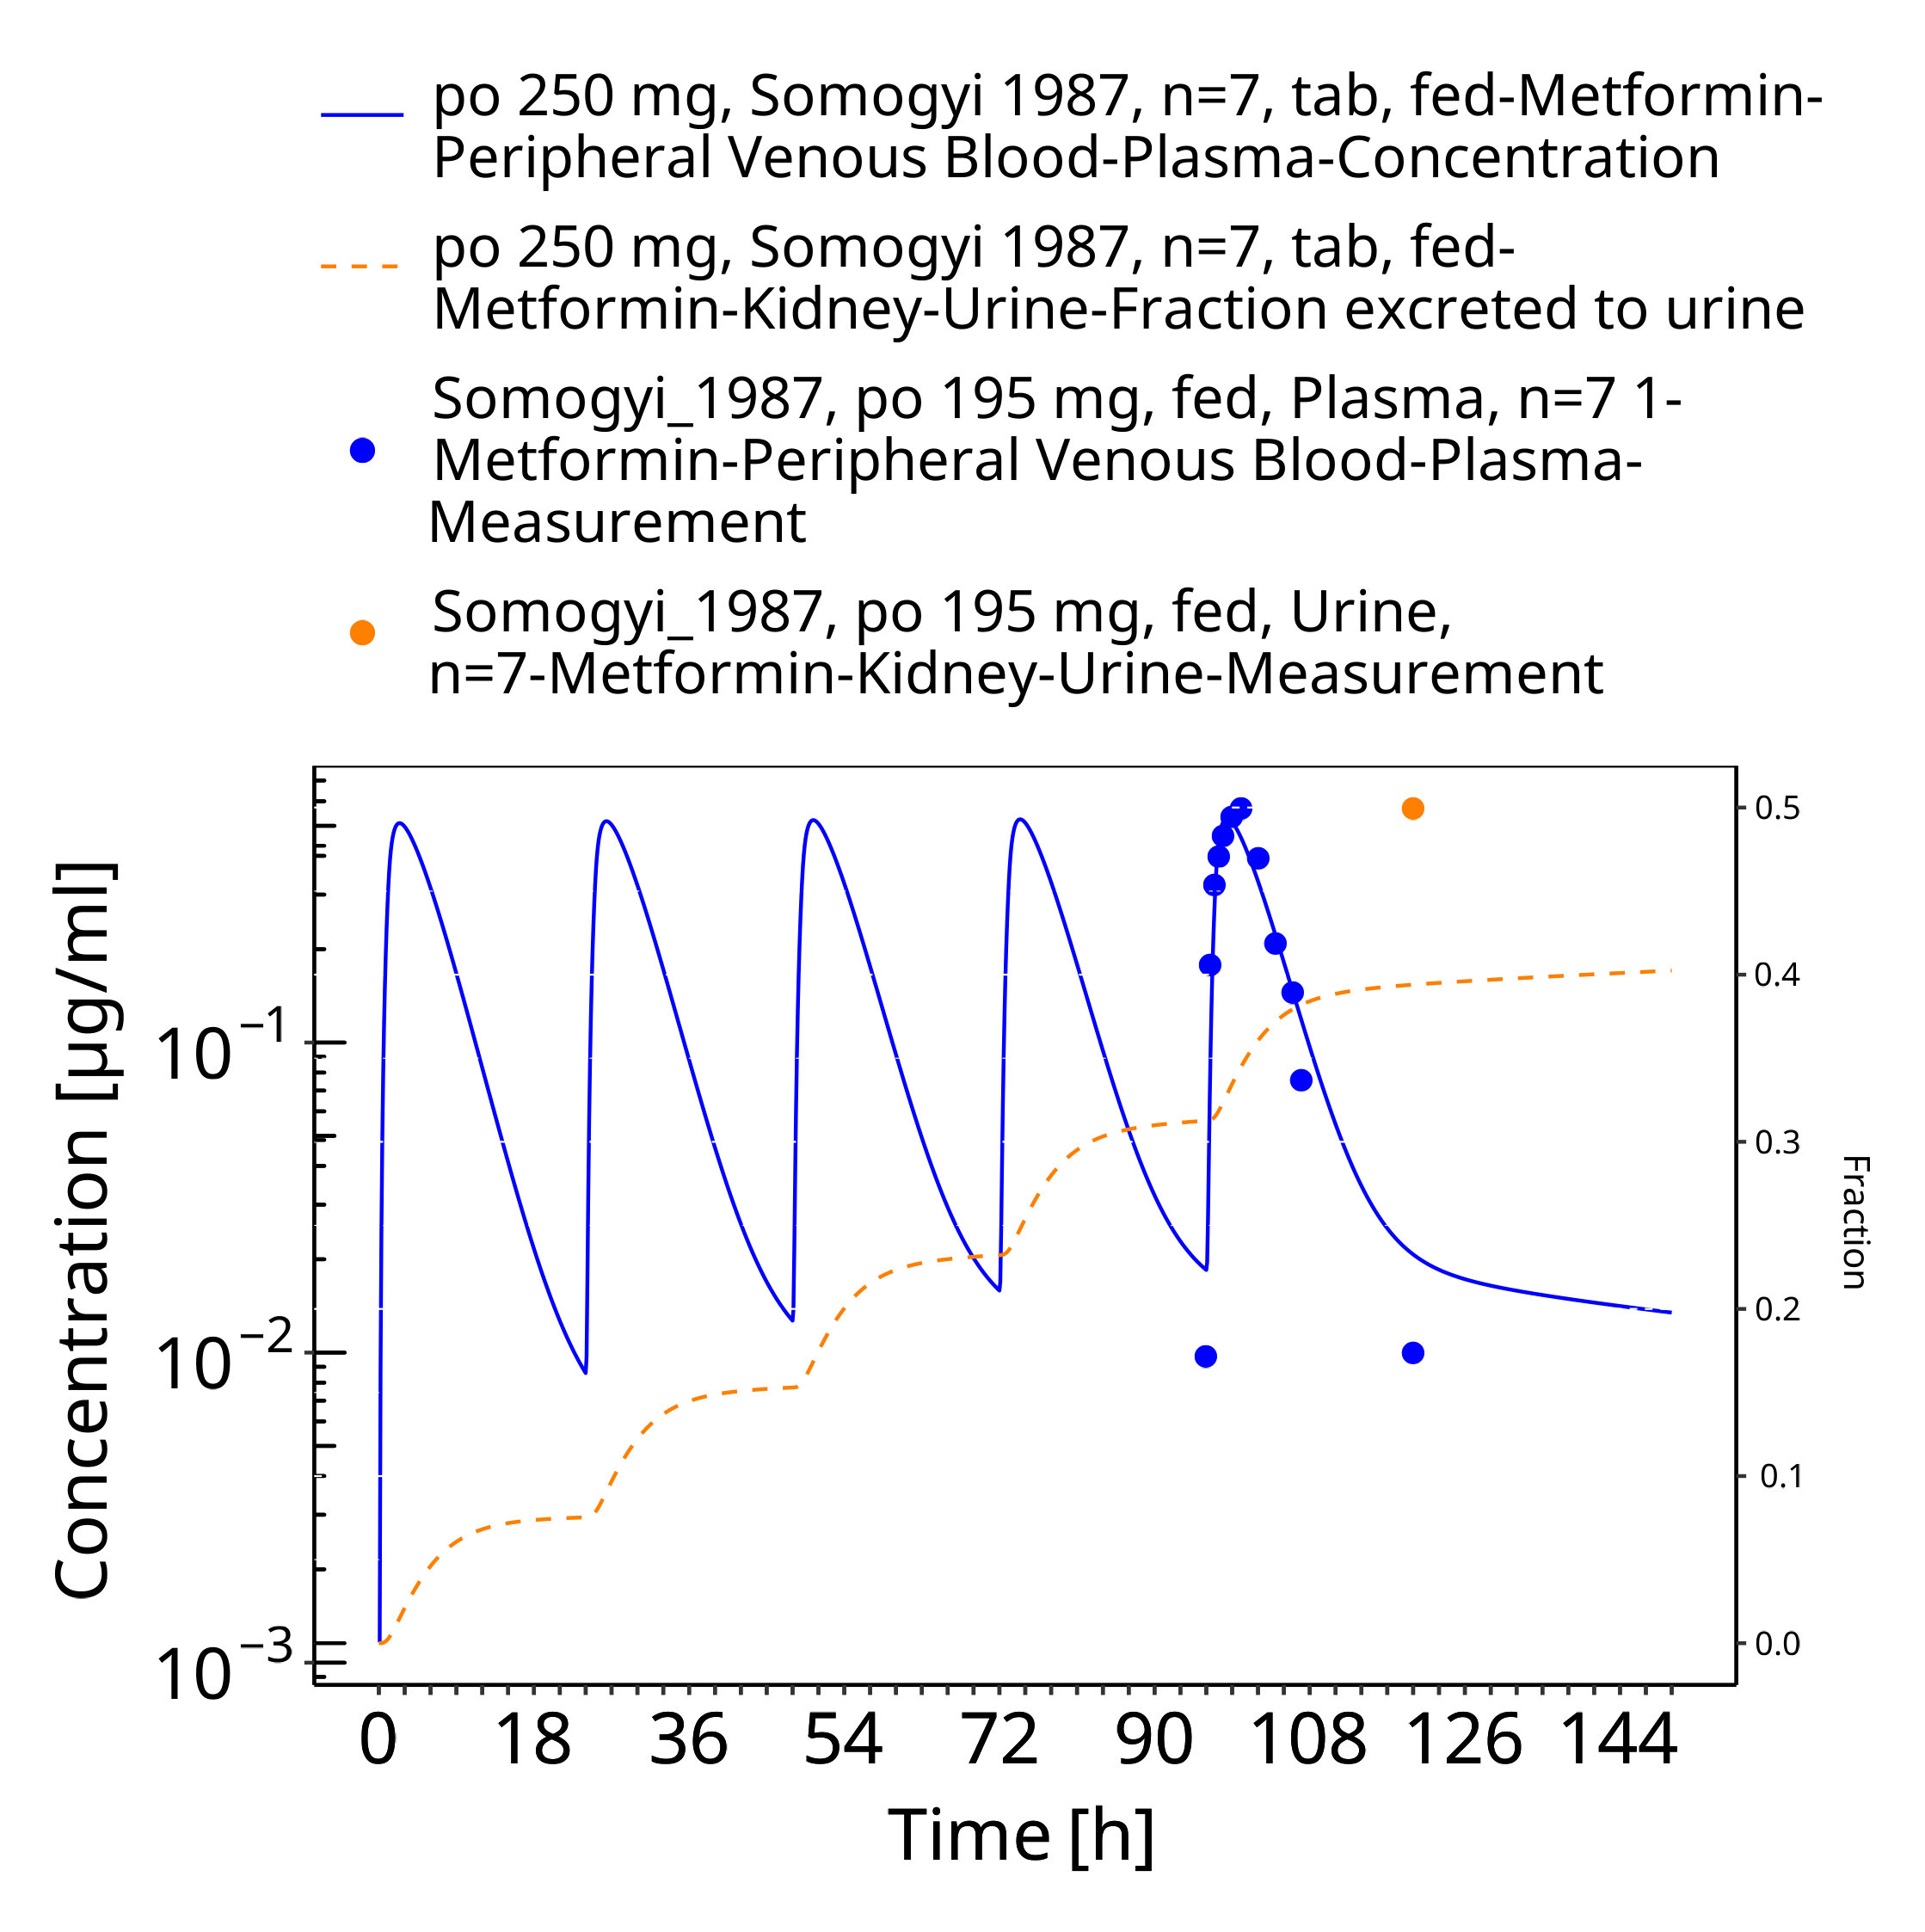 po 250 mg, Somogyi 1987, n=7, tab, fed-Metformin-
Peripheral Venous Blood-Plasma-Concentration
po 250 mg, Somogyi 1987, n=7, tab, fed-
Metformin-Kidney-Urine-Fraction excreted to urine
Somogyi_1987, po 195 mg, fed, Plasma, n=7 1-
Metformin-Peripheral Venous Blood-Plasma-
Measurement
Somogyi_1987, po 195 mg, fed, Urine,
n=7-Metformin-Kidney-Urine-Measurement
Concentration [µg/ml]
10⁻¹
10⁻²
10⁻³
0.5
0.4
0.3
0.2
0.1
0.0
Fraction
0 18 36 54 72 90 108 126 144
Time [h]